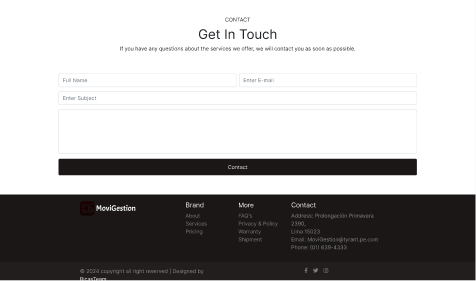 CONTACT
Get In Touch
If you have any questions about the services we offer, we will contact you as soon as possible.
Full Name
Enter E-mail
Enter Subject
Contact
MoviGestion
Brand
About
Services
Pricing
More
FAQ's
Privacy & Policy
Warranty
Shipment
Contact
Address: Prolongación Primavera
2390,
Lima 15023
Email: MoviGestion@tyrant.pe.com
Phone: (01) 639-4333
© 2024 copyright all right reserved | Designed by
RicasTeam